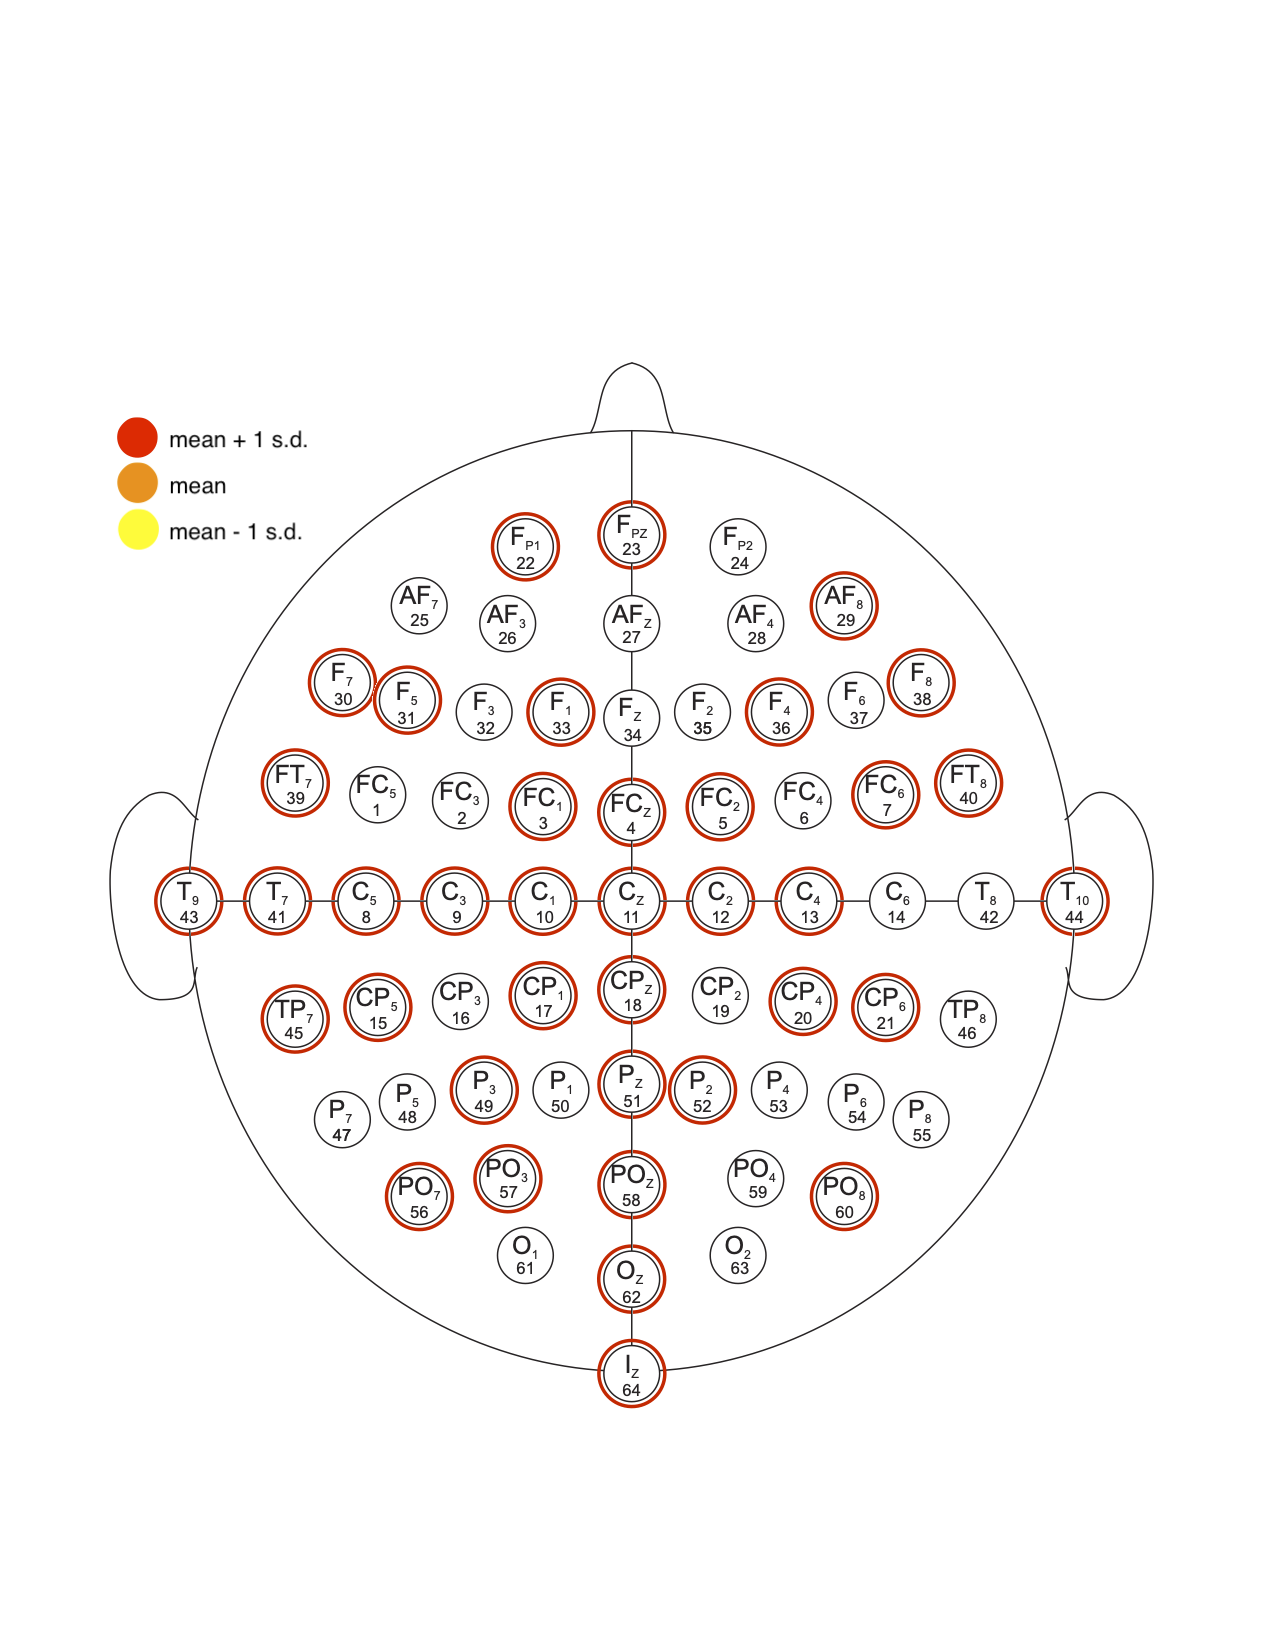 mean + 1 s.d.
mean
mean - 1 s.d.
FP1 22
FPZ 23
FP2 24
AF7 25
AF3 26
AFZ 27
AF4 28
AF8 29
F7 30
F5 31
F3 32
F1 33
FZ 34
F2 35
F4 36
F6 37
F8 38
FT7 39
FC5 1
FC3 2
FC1 3
FCZ 4
FC2 5
FC4 6
FC6 7
FT8 40
T9 43
T7 41
C5 8
C3 9
C1 10
CZ 11
C2 12
C4 13
C6 14
T8 42
T10 44
TP7 45
CP5 15
CP3 16
CP1 17
CPZ 18
CP2 19
CP4 20
CP6 21
TP8 46
P7 47
P5 48
P3 49
P1 50
PZ 51
P2 52
P4 53
P6 54
P8 55
PO7 56
PO3 57
POZ 58
PO4 59
PO8 60
O1 61
OZ 62
O2 63
IZ 64